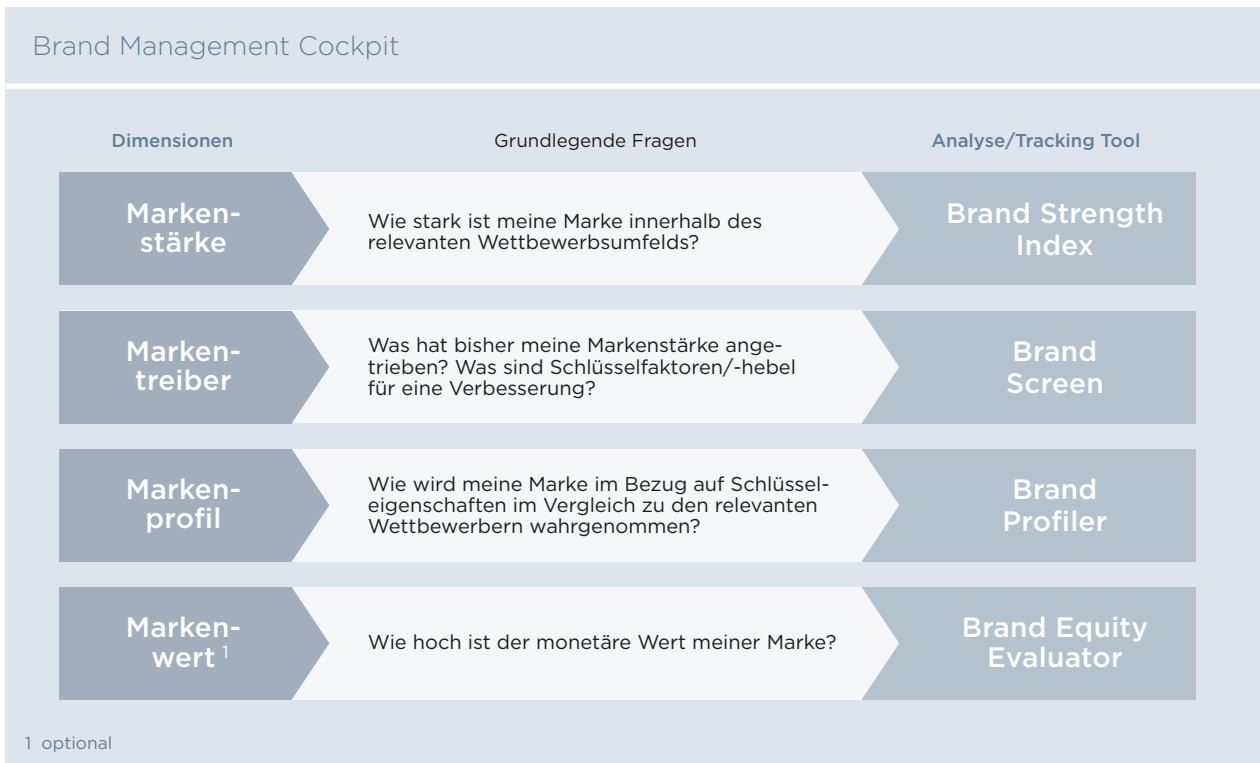 Brand Management Cockpit
Dimensionen
Grundlegende Fragen
Analyse/Tracking Tool
Marken-
stärke
Wie stark ist meine Marke innerhalb des
relevanten Wettbewerbsumfelds?
Brand Strength
Index
Marken-
treiber
Was hat bisher meine Markenstärke ange-
trieben? Was sind Schlüsselfaktoren/-hebel
für eine Verbesserung?
Brand
Screen
Marken-
profil
Wie wird meine Marke im Bezug auf Schlüssel-
eigenschaften im Vergleich zu den relevanten
Wettbewerbern wahrgenommen?
Brand
Profiler
Marken-
wert 1
Wie hoch ist der monetäre Wert meiner Marke?
Brand Equity
Evaluator
1 optional